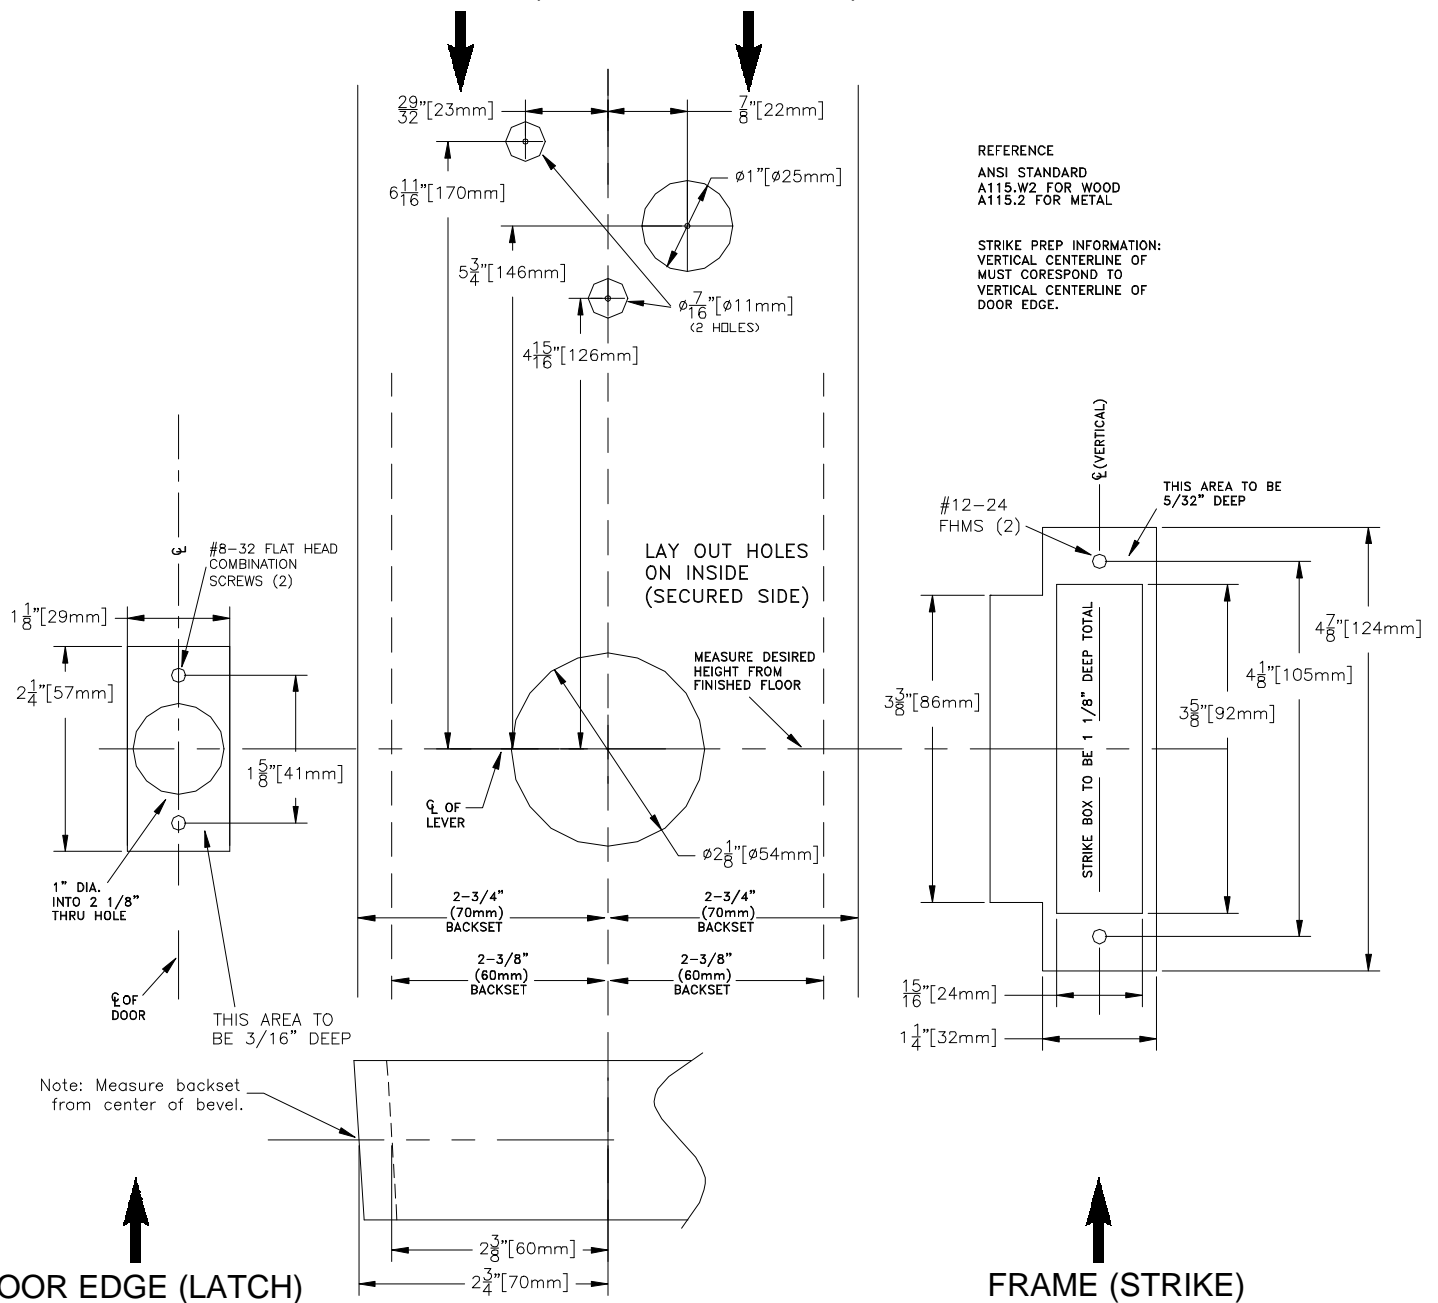 29/32"[23mm]
7/8"[22mm]
6 11/16"[170mm]
ø1"[ø25mm]
5 3/4"[146mm]
ø7/16"[ø11mm]
(2 HOLES)
4 15/16"[126mm]
REFERENCE
ANSI STANDARD
A115.W2 FOR WOOD
A115.2 FOR METAL
STRIKE PREP INFORMATION:
VERTICAL CENTERLINE OF
MUST CORESPOND TO
VERTICAL CENTERLINE OF
DOOR EDGE.
℄
#8-32 FLAT HEAD
COMBINATION
SCREWS (2)
1 1/8"[29mm]
2 1/4"[57mm]
1 5/8"[41mm]
1" DIA.
INTO 2 1/8"
THRU HOLE
℄ OF
DOOR
THIS AREA TO
BE 3/16" DEEP
LAY OUT HOLES
ON INSIDE
(SECURED SIDE)
MEASURE DESIRED
HEIGHT FROM
FINISHED FLOOR
℄ OF
LEVER
ø2 1/8"[ø54mm]
2-3/4"
(70mm)
BACKSET
2-3/4"
(70mm)
BACKSET
2-3/8"
(60mm)
BACKSET
2-3/8"
(60mm)
BACKSET
℄ (VERTICAL)
#12-24
FHMS (2)
THIS AREA TO BE
5/32" DEEP
STRIKE BOX TO BE 1 1/8" DEEP TOTAL
3 3/8"[86mm]
3 5/8"[92mm]
4 1/8"[105mm]
4 7/8"[124mm]
15/16"[24mm]
1 1/4"[32mm]
Note: Measure backset
from center of bevel.
2 3/8"[60mm]
2 3/4"[70mm]
OOR EDGE (LATCH)
FRAME (STRIKE)